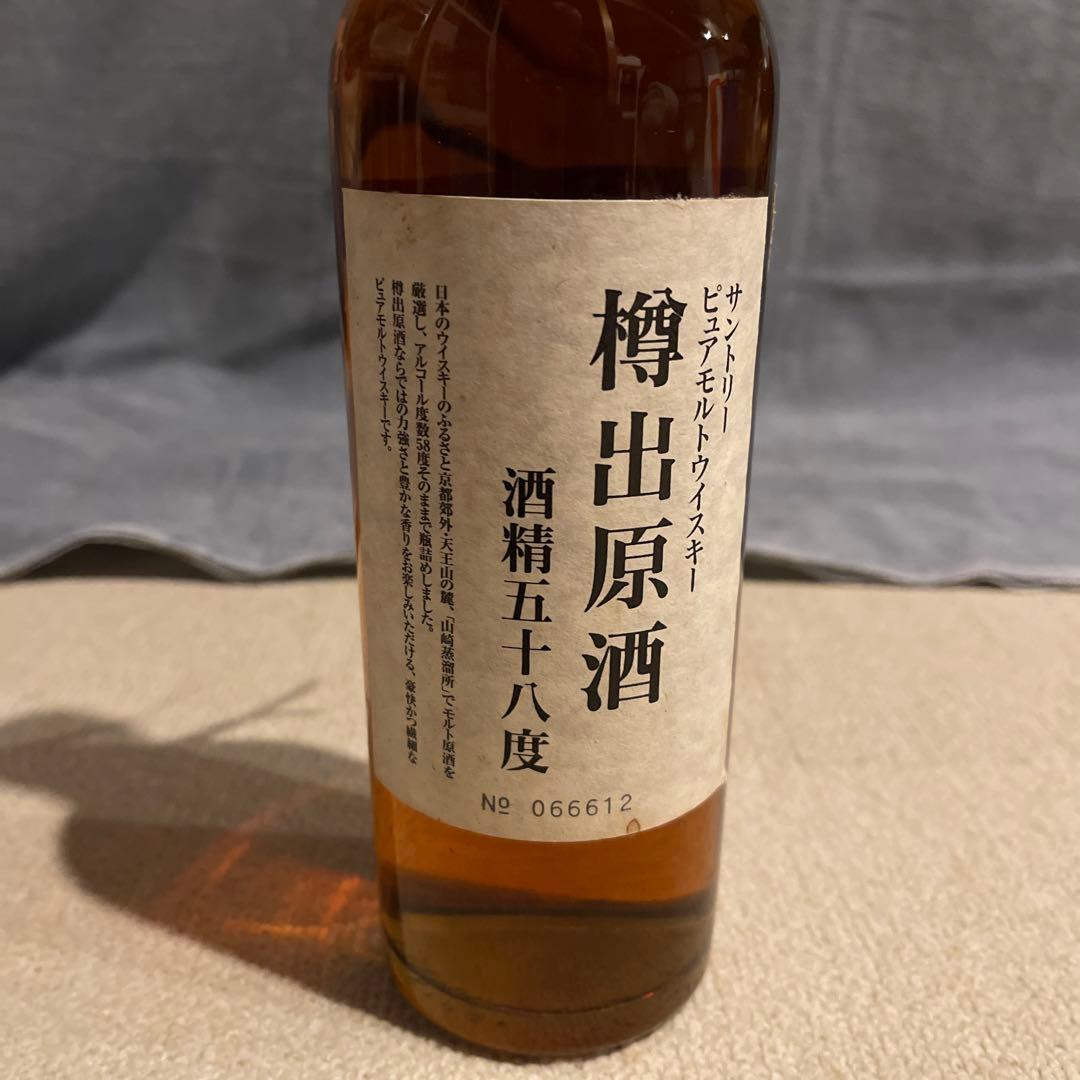 サントリー
ピュアモルトウイスキー
樽出原酒
酒精五十八度
日本のウイスキーのふるさと京都郊外・天王山の麓、「山崎蒸溜所」でモルト原酒を
厳選し、アルコール度数58度そのままで瓶詰めしました。
樽出原酒ならではの力強さと豊かな香りをお楽しみいただける、豪快かつ繊細な
ピュアモルトウイスキーです。
№ 066612